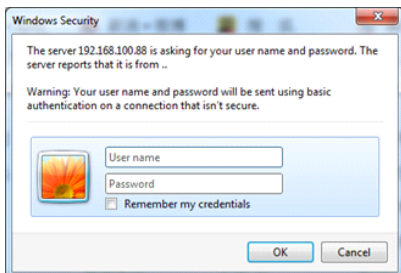 Windows Security
The server 192.168.100.88 is asking for your user name and password. The
server reports that it is from ..
Warning: Your user name and password will be sent using basic
authentication on a connection that isn't secure.
User name
Password
Remember my credentials
OK
Cancel